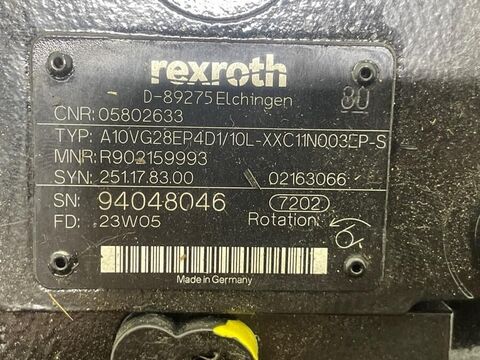 rexroth
D-89275 Elchingen 80
CNR: 05802633
TYP: A10VG28EP4D1/10L-XXC11N003EP-S
MNR: R902159993
SYN: 251.17.83.00 02163066
SN: 94048046 7202
FD: 23W05 Rotation:
Made in Germany